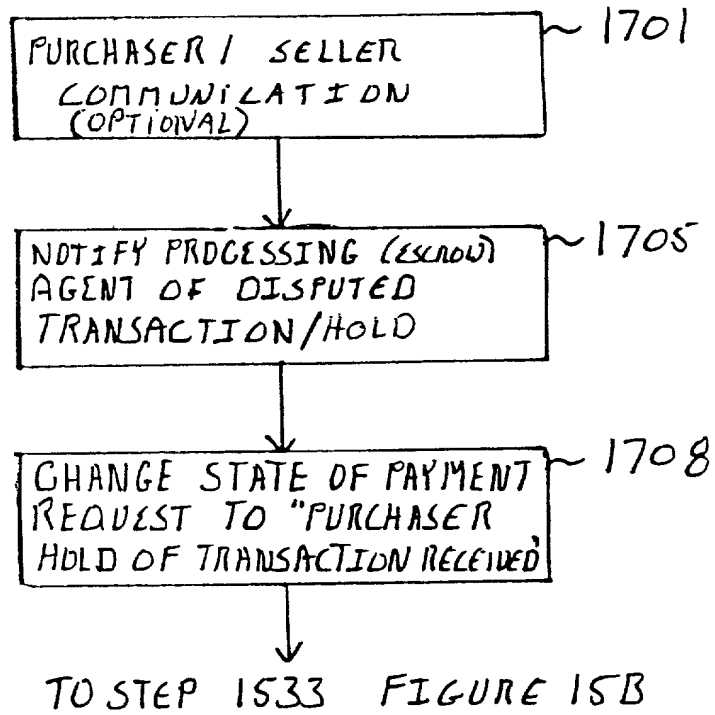 PURCHASER / SELLER
COMMUNICATION
(OPTIONAL)
1701
NOTIFY PROCESSING (ESCROW)
AGENT OF DISPUTED
TRANSACTION/HOLD
1705
CHANGE STATE OF PAYMENT
REQUEST TO "PURCHASER
HOLD OF TRANSACTION RECEIVED"
1708
TO STEP 1533 FIGURE 15B